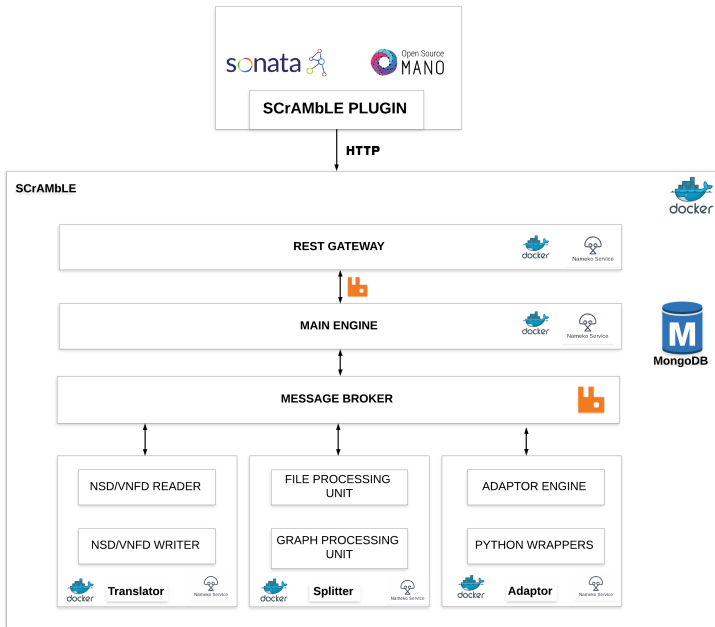 sonata
Open Source
MANO
SCrAMbLE PLUGIN
HTTP
SCrAMbLE
docker
REST GATEWAY
docker
Nameko Service
MAIN ENGINE
docker
Nameko Service
M
MongoDB
MESSAGE BROKER
NSD/VNFD READER
FILE PROCESSING
UNIT
ADAPTOR ENGINE
NSD/VNFD WRITER
GRAPH PROCESSING
UNIT
PYTHON WRAPPERS
docker
Translator
Nameko Service
docker
Splitter
Nameko Service
docker
Adaptor
Nameko Service